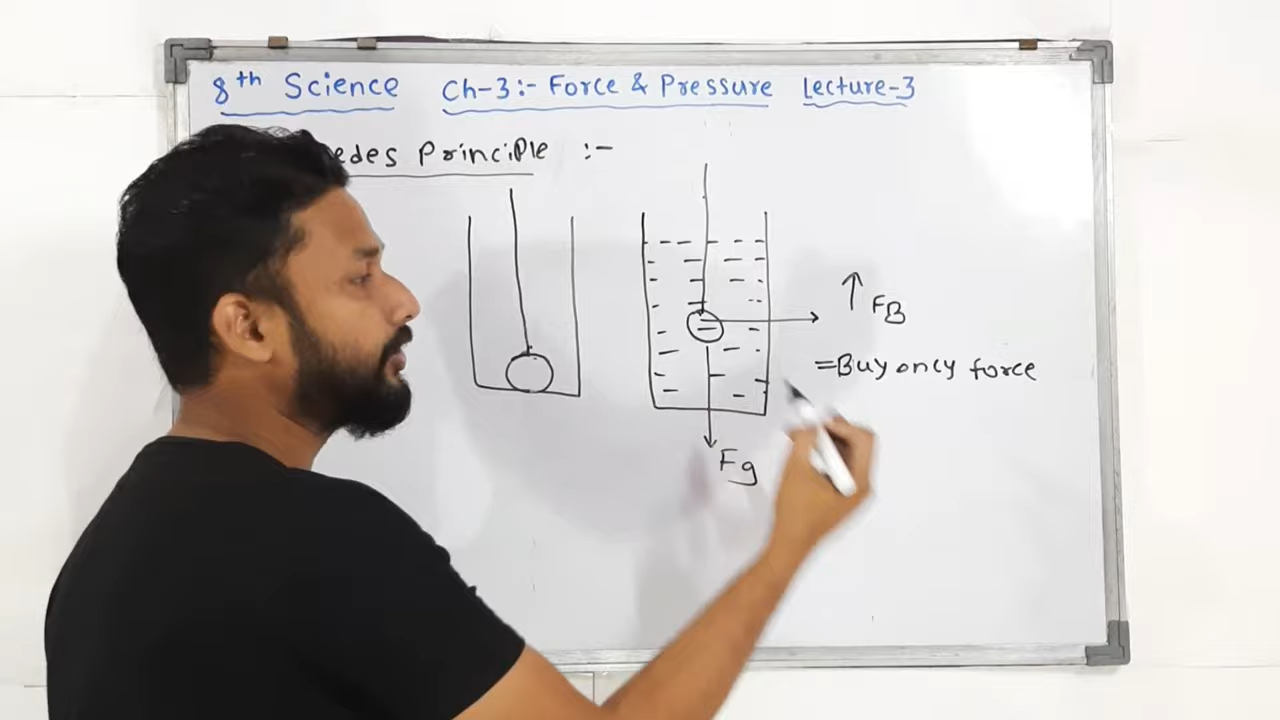 8th Science Ch-3:- Force & Pressure Lecture-3
edes Principle :-
FB
=Buyoncy force
Fg